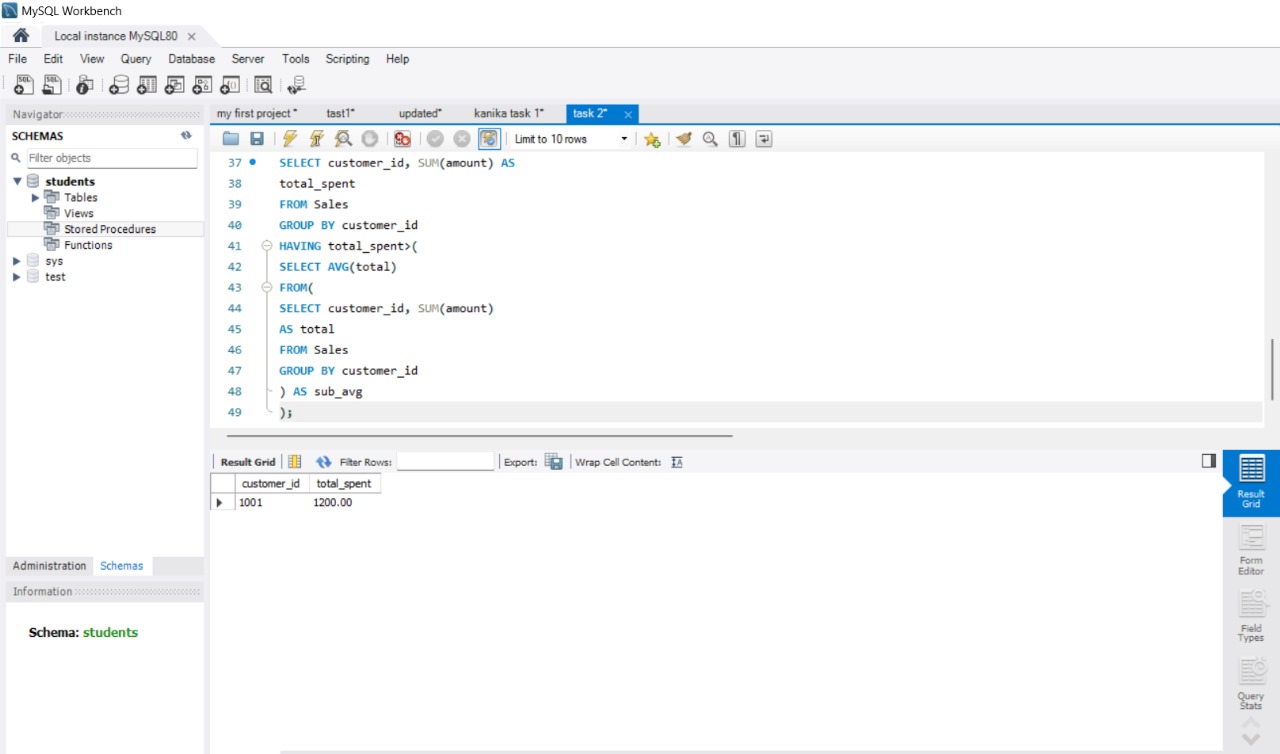 MySQL Workbench
Local instance MySQL80
File Edit View Query Database Server Tools Scripting Help
Navigator
my first project* tast1* updated* kanika task 1* task 2*
SCHEMAS
Limit to 10 rows
Filter objects
students
Tables
Views
Stored Procedures
Functions
sys
test
37 SELECT customer_id, SUM(amount) AS
38 total_spent
39 FROM Sales
40 GROUP BY customer_id
41 HAVING total_spent>(
42 SELECT AVG(total)
43 FROM(
44 SELECT customer_id, SUM(amount)
45 AS total
46 FROM Sales
47 GROUP BY customer_id
48 ) AS sub_avg
49 );
Result Grid Filter Rows: Export: Wrap Cell Content:
customer_id total_spent
1001 1200.00
Administration Schemas
Information
Schema: students
Result
Grid
Form
Editor
Field
Types
Query
Stats